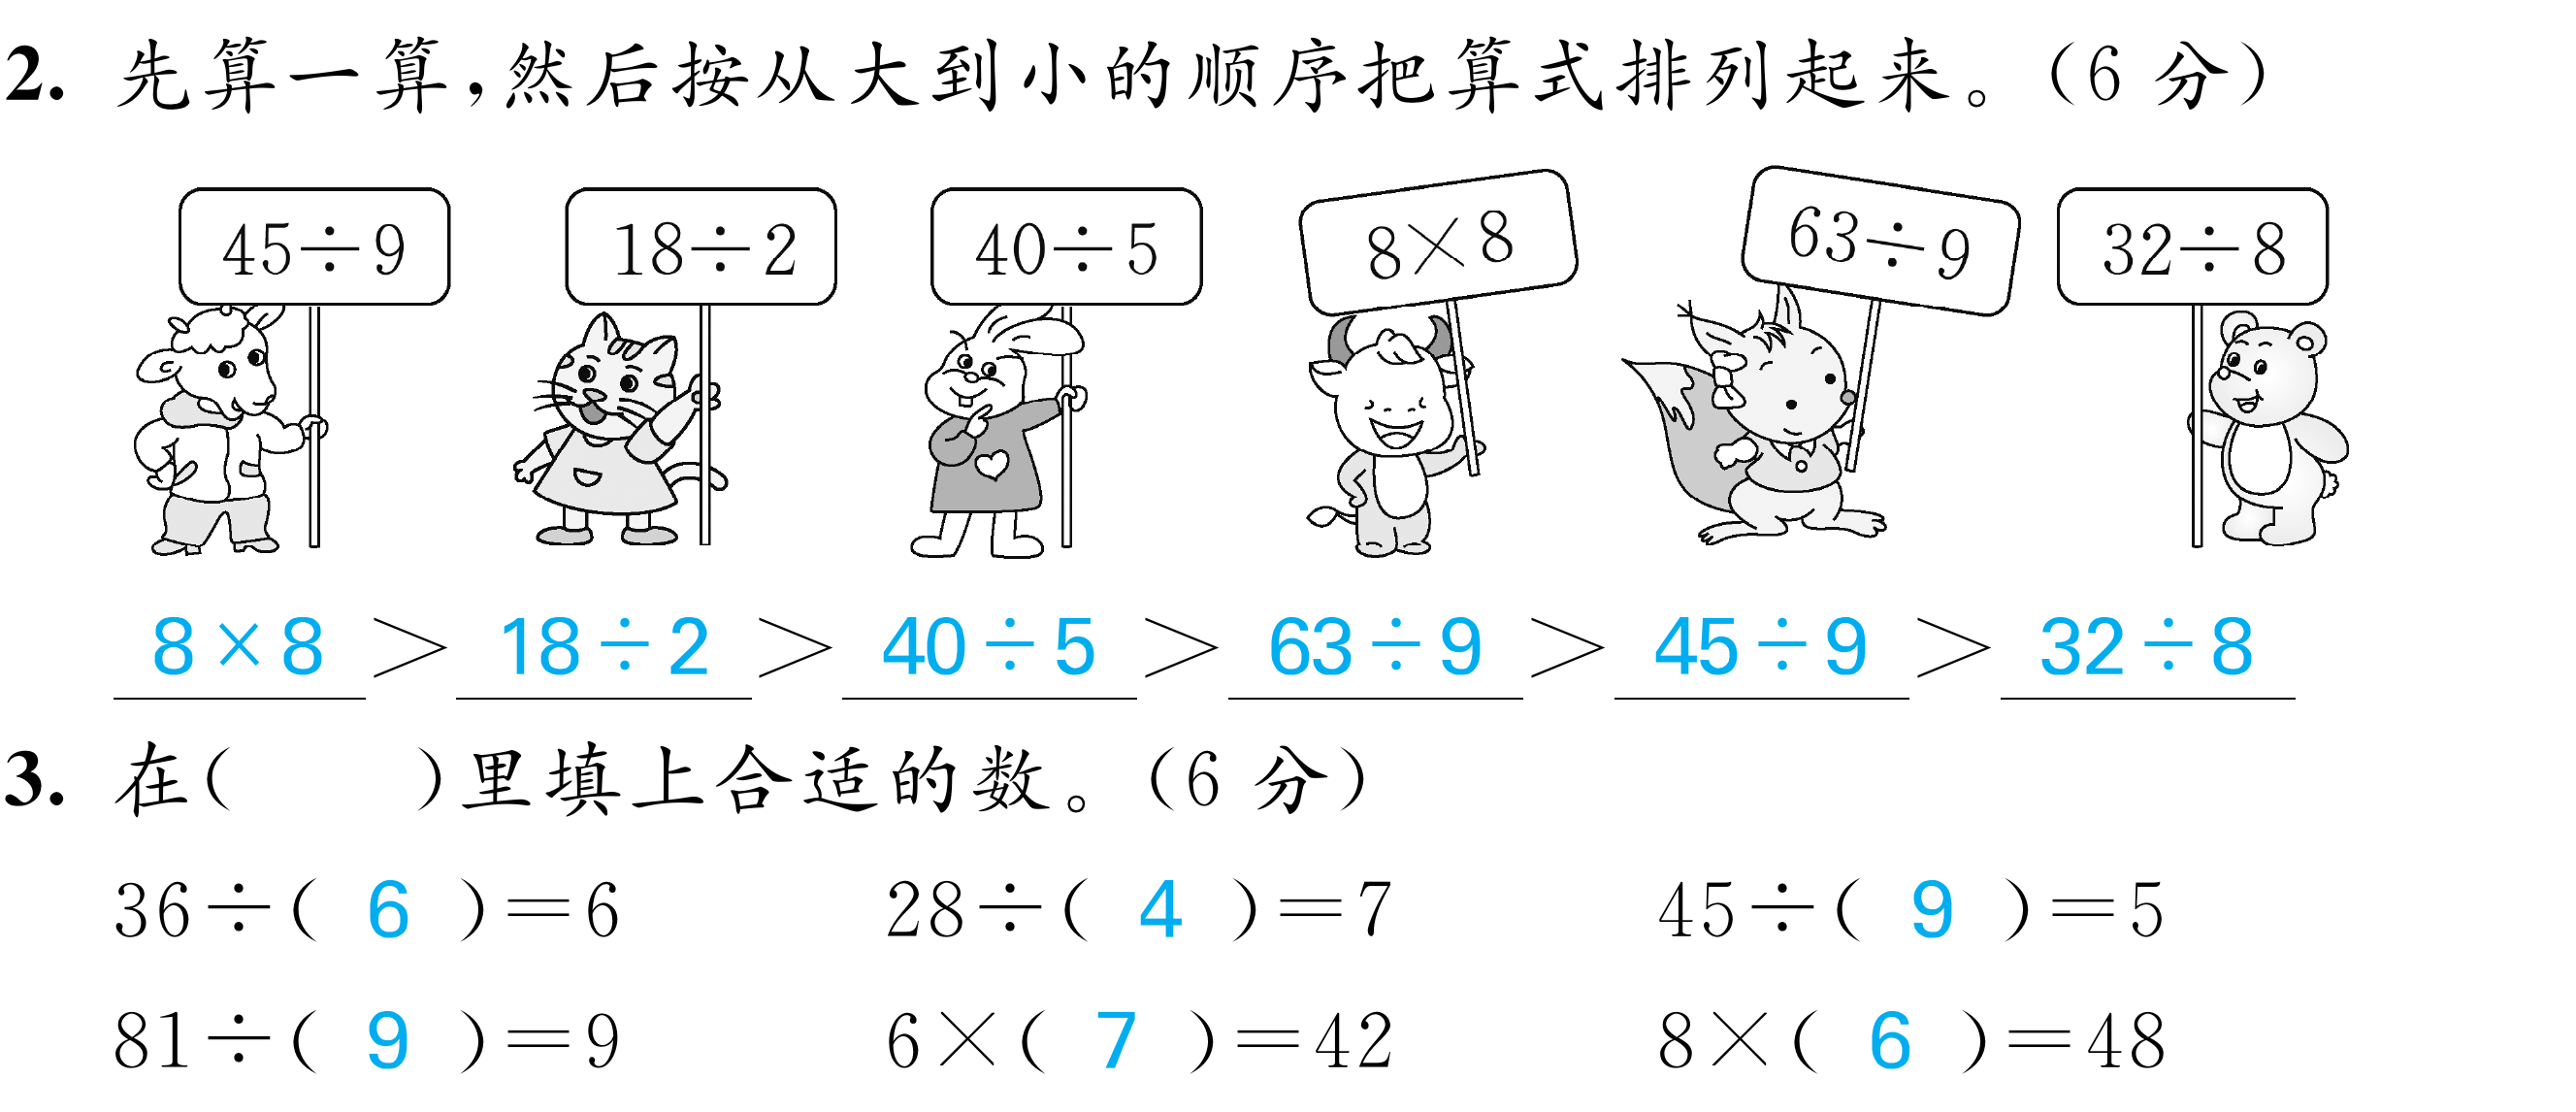 2. 先算一算,然后按从大到小的顺序把算式排列起来。(6 分)
45÷9 18÷2 40÷5 8×8 63÷9 32÷8
8×8 > 18÷2 > 40÷5 > 63÷9 > 45÷9 > 32÷8
3. 在( )里填上合适的数。(6 分)
36÷( 6 )=6 28÷( 4 )=7 45÷( 9 )=5
81÷( 9 )=9 6×( 7 )=42 8×( 6 )=48